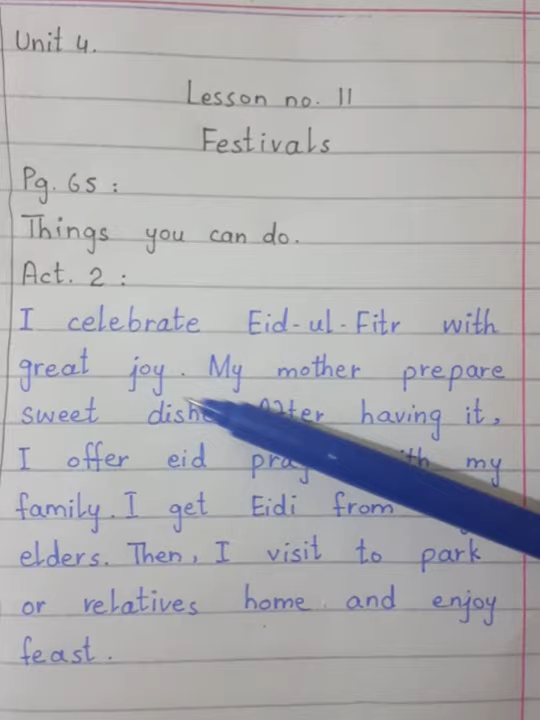 Unit 4.
Lesson no. 11
Festivals
Pg. 65 :
Things you can do.
Act. 2 :
I celebrate Eid-ul-Fitr with
great joy. My mother prepare
sweet After having it,
I offer eid my
family. I get Eidi from
elders. Then, I visit to park
or relatives home and enjoy
feast.